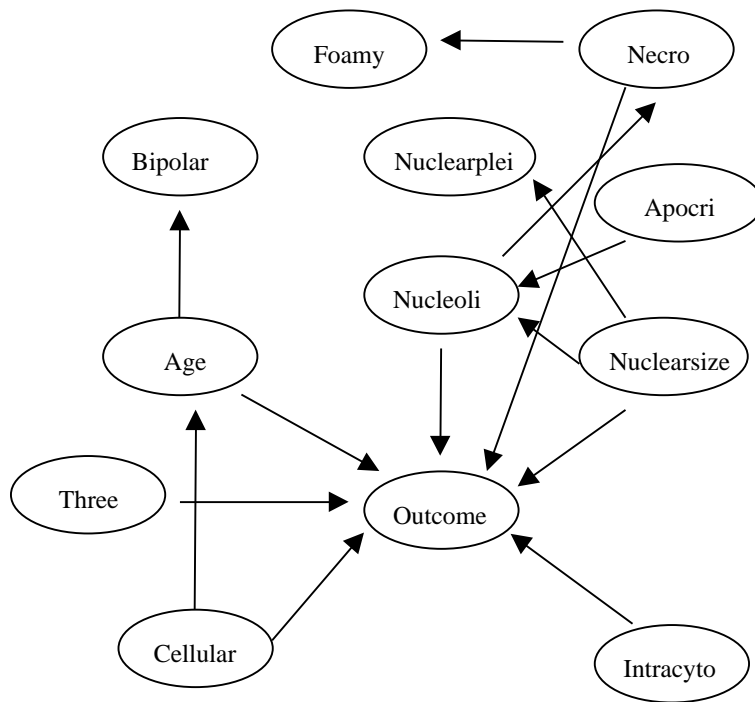 Foamy
Necro
Bipolar
Nuclearplei
Apocri
Nucleoli
Age
Nuclearsize
Three
Outcome
Cellular
Intracyto